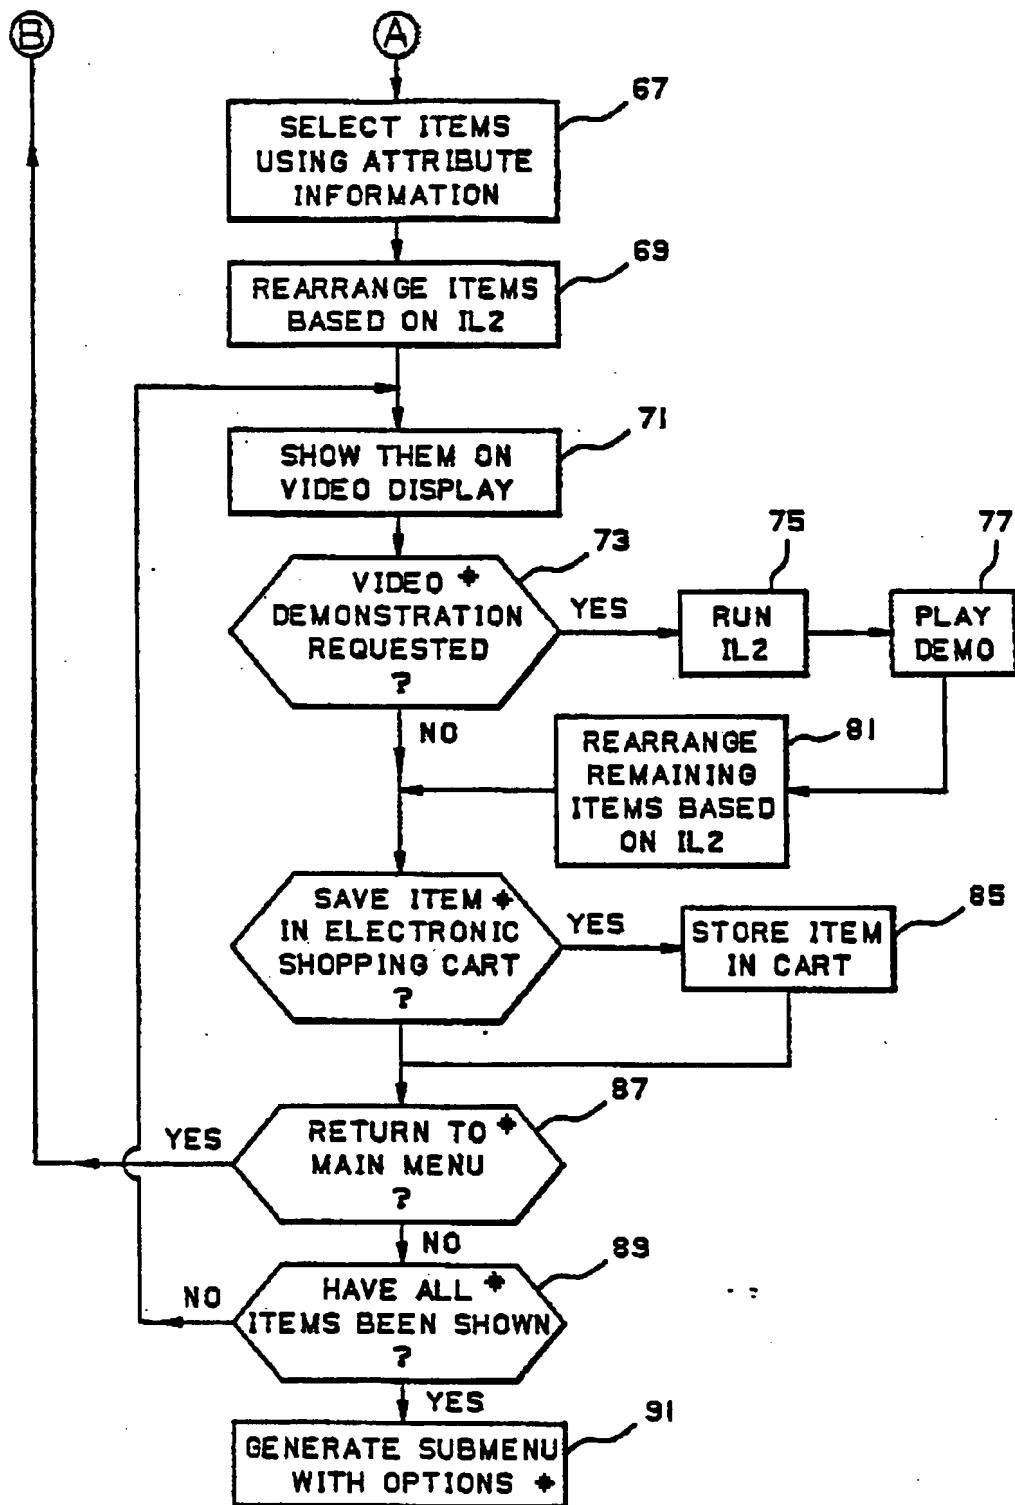 B
A
67
SELECT ITEMS
USING ATTRIBUTE
INFORMATION
69
REARRANGE ITEMS
BASED ON IL2
71
SHOW THEM ON
VIDEO DISPLAY
73
VIDEO *
DEMONSTRATION
REQUESTED
?
YES
75
RUN
IL2
77
PLAY
DEMO
NO
81
REARRANGE
REMAINING
ITEMS BASED
ON IL2
SAVE ITEM *
IN ELECTRONIC
SHOPPING CART
?
YES
85
STORE ITEM
IN CART
87
RETURN TO *
MAIN MENU
?
YES
NO
89
HAVE ALL *
ITEMS BEEN SHOWN
?
NO
YES
91
GENERATE SUBMENU
WITH OPTIONS *